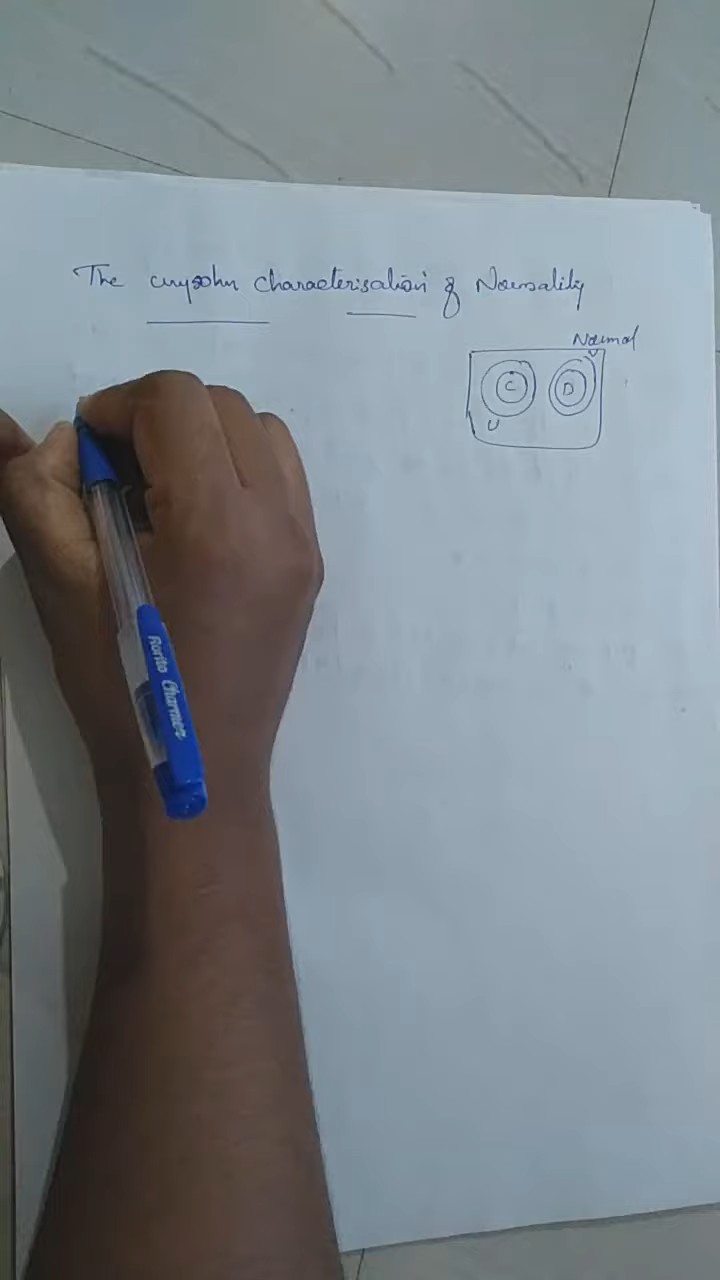 The urysohn characterisation of Normality
Normal
C
D
U
V
Rorito Charmer